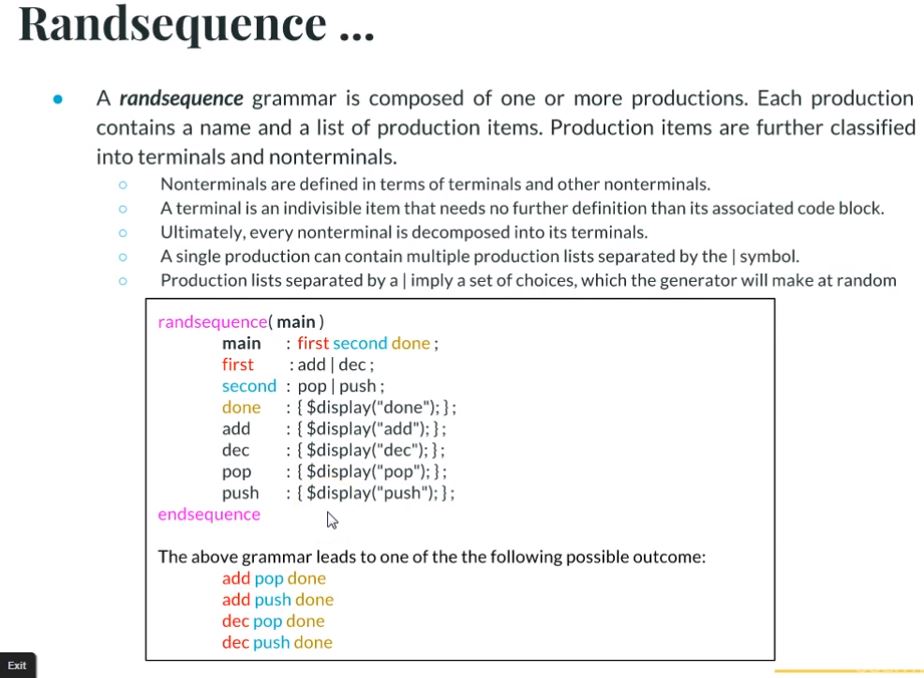 Randsequence ...
A randsequence grammar is composed of one or more productions. Each production
contains a name and a list of production items. Production items are further classified
into terminals and nonterminals.
Nonterminals are defined in terms of terminals and other nonterminals.
A terminal is an indivisible item that needs no further definition than its associated code block.
Ultimately, every nonterminal is decomposed into its terminals.
A single production can contain multiple production lists separated by the | symbol.
Production lists separated by a | imply a set of choices, which the generator will make at random
randsequence( main )
main : first second done ;
first : add | dec ;
second : pop | push ;
done : { $display("done"); } ;
add : { $display("add"); } ;
dec : { $display("dec"); } ;
pop : { $display("pop"); } ;
push : { $display("push"); } ;
endsequence
The above grammar leads to one of the the following possible outcome:
add pop done
add push done
dec pop done
dec push done
Exit